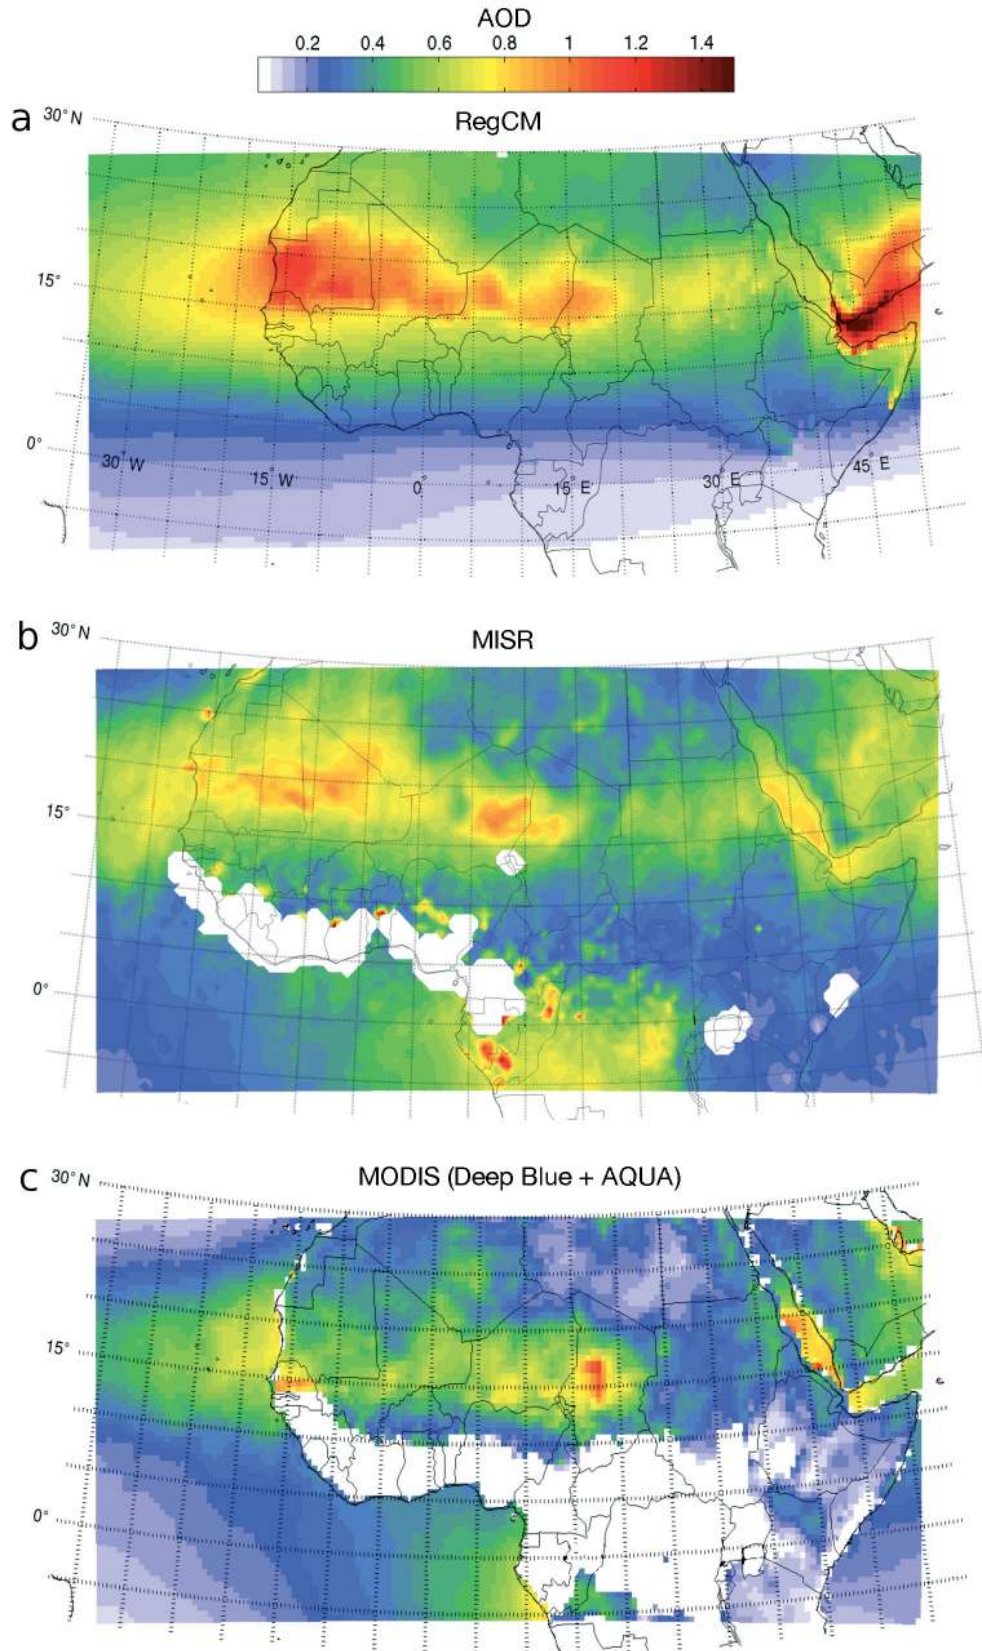 AOD
0.2 0.4 0.6 0.8 1 1.2 1.4
a
RegCM
30° N
15°
0°
30° W
15° W
0°
15° E
30° E
45° E
b
MISR
30° N
15°
0°
c
MODIS (Deep Blue + AQUA)
30° N
15°
0°